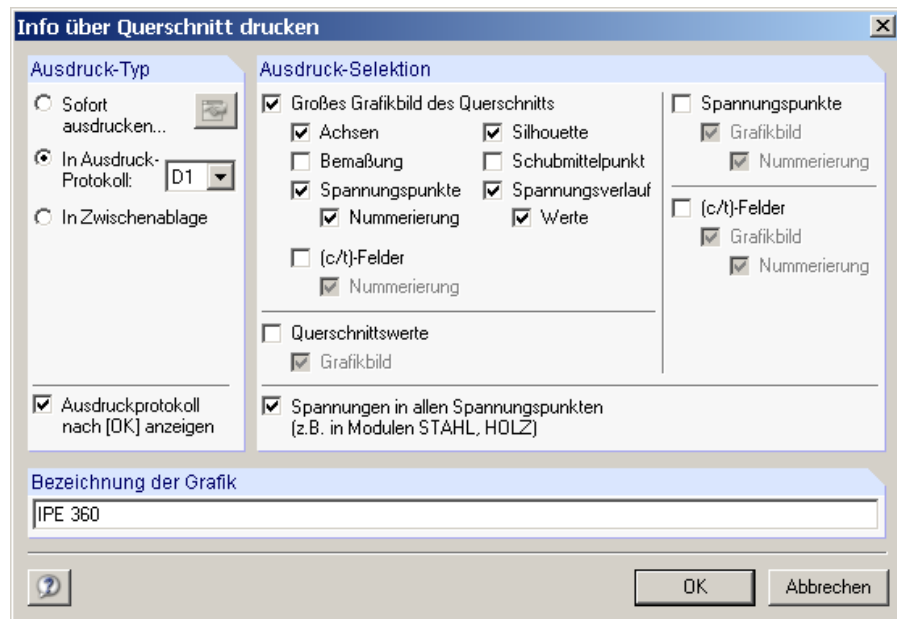 Info über Querschnitt drucken
Ausdruck-Typ
Sofort
ausdrucken...
In Ausdruck-
Protokoll:
D1
In Zwischenablage
Ausdruckprotokoll
nach [OK] anzeigen
Ausdruck-Selektion
Großes Grafikbild des Querschnitts
Achsen
Silhouette
Bemaßung
Schubmittelpunkt
Spannungspunkte
Spannungsverlauf
Nummerierung
Werte
(c/t)-Felder
Nummerierung
Querschnittswerte
Grafikbild
Spannungspunkte
Grafikbild
Nummerierung
(c/t)-Felder
Grafikbild
Nummerierung
Spannungen in allen Spannungspunkten
(z.B. in Modulen STAHL, HOLZ)
Bezeichnung der Grafik
IPE 360
OK
Abbrechen